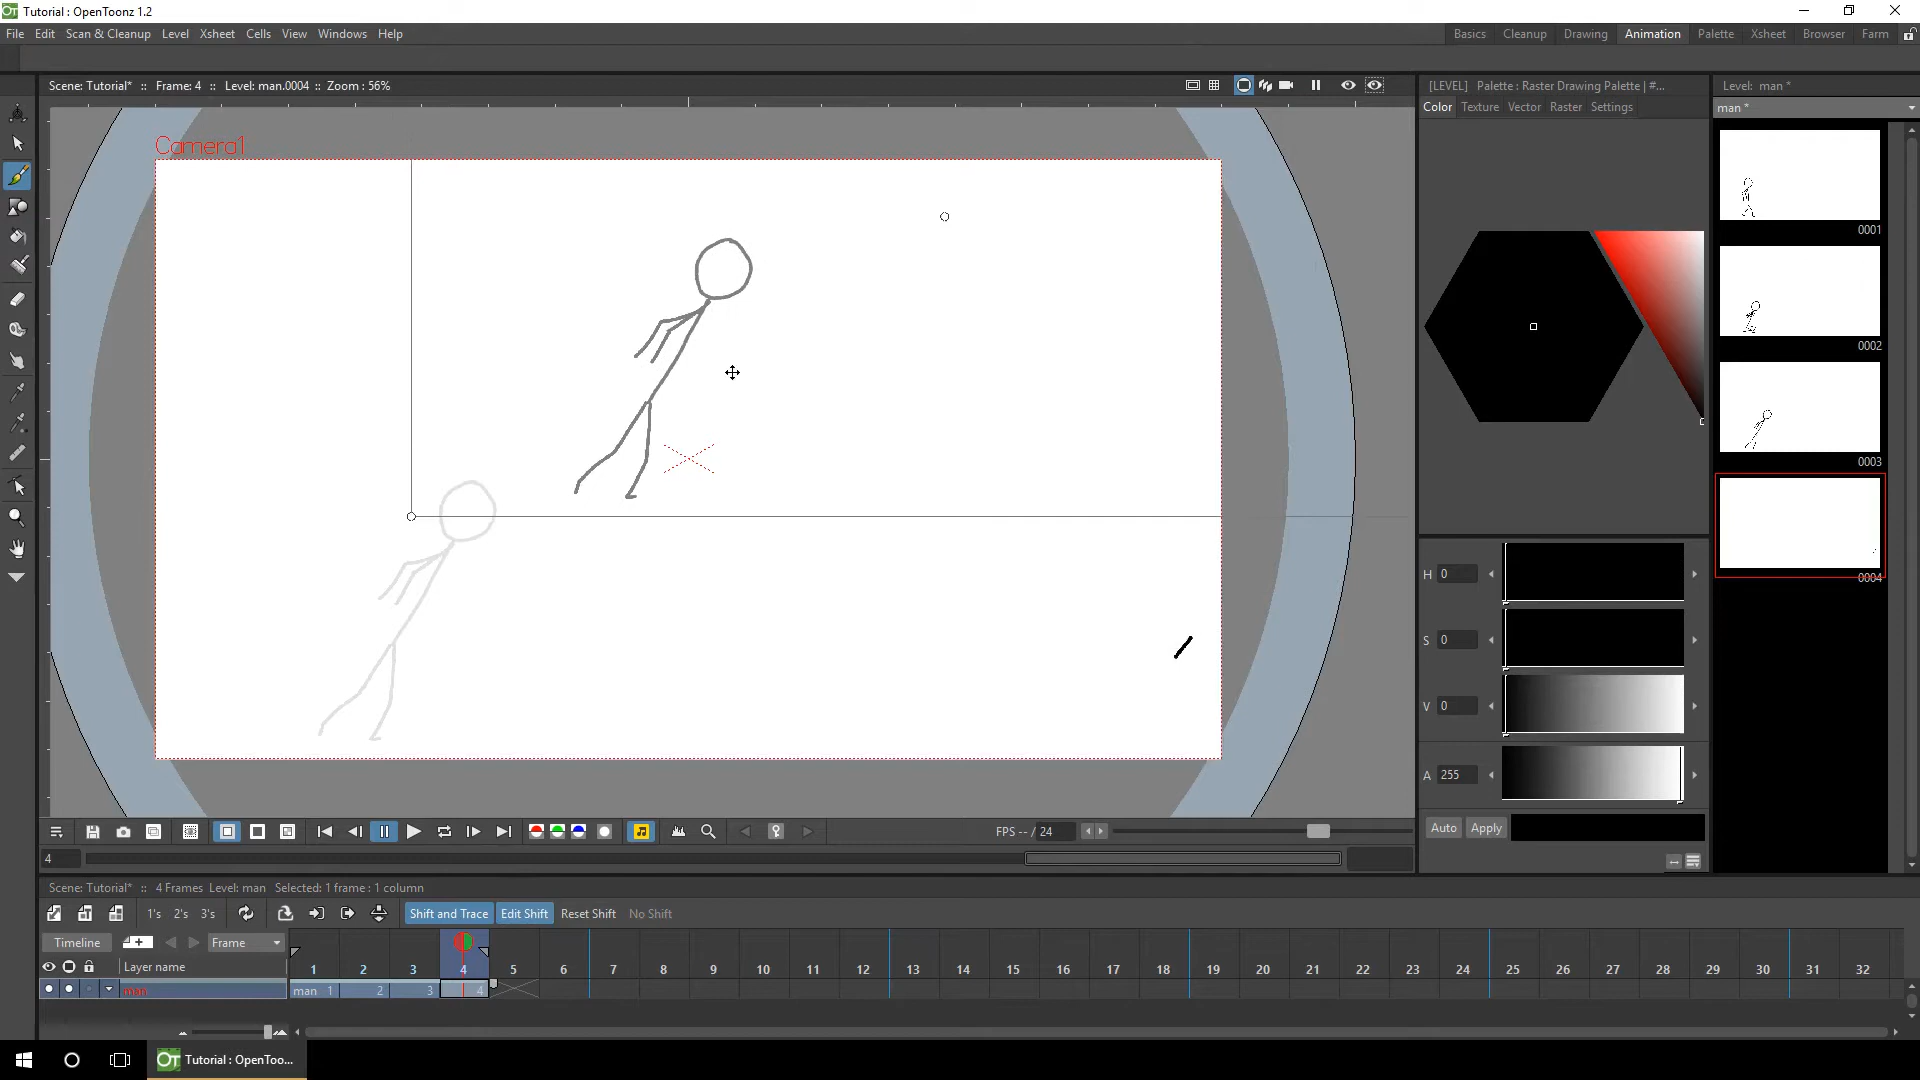 Tutorial : OpenToonz 1.2
File Edit Scan & Cleanup Level Xsheet Cells View Windows Help
Basics Cleanup Drawing Animation Palette Xsheet Browser Farm
Scene: Tutorial* :: Frame: 4 :: Level: man.0004 :: Zoom : 56%
[LEVEL] Palette : Raster Drawing Palette | #...
Level: man *
Color Texture Vector Raster Settings
man *
Camera1
0001
0002
0003
0004
H 0
S 0
V 0
A 255
Auto Apply
FPS -- / 24
4
Scene: Tutorial* :: 4 Frames Level: man Selected: 1 frame : 1 column
1's 2's 3's Shift and Trace Edit Shift Reset Shift No Shift
Timeline Frame
Layer name 1 2 3 4 5 6 7 8 9 10 11 12 13 14 15 16 17 18 19 20 21 22 23 24 25 26 27 28 29 30 31 32
man man 1 2 3 4
OT Tutorial : OpenToo...